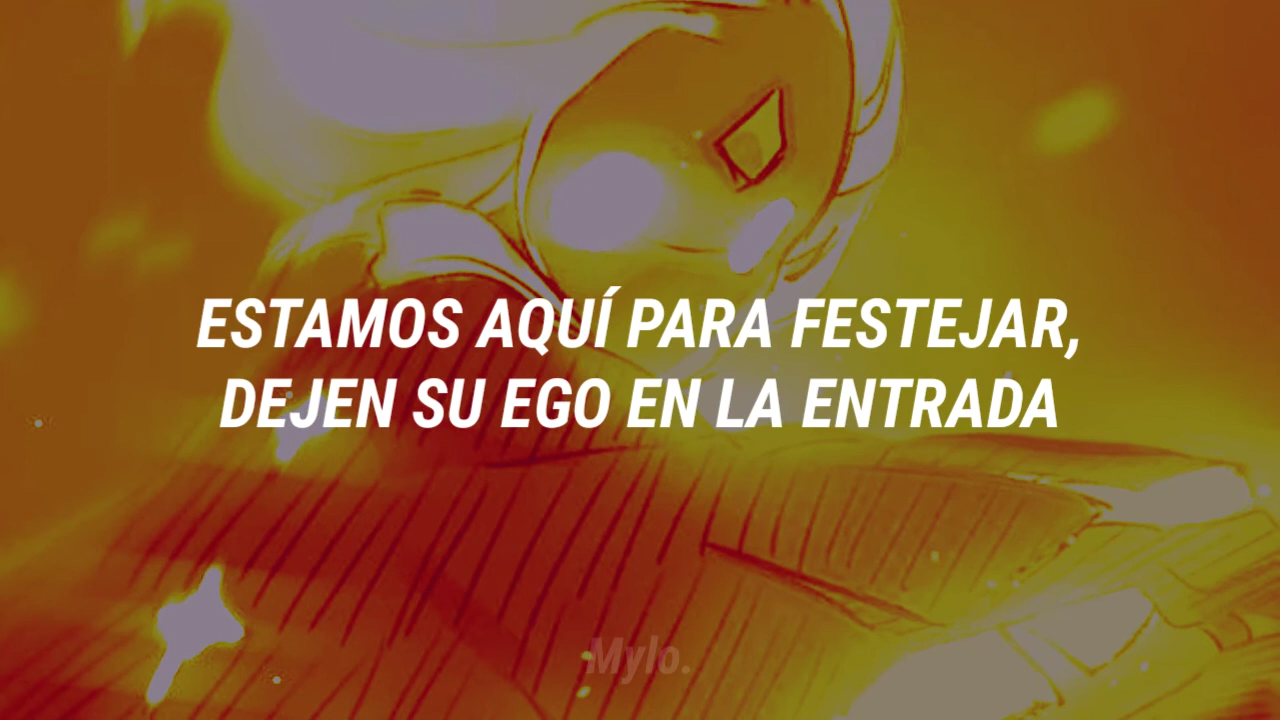 ESTAMOS AQUÍ PARA FESTEJAR,
DEJEN SU EGO EN LA ENTRADA
Mylo.